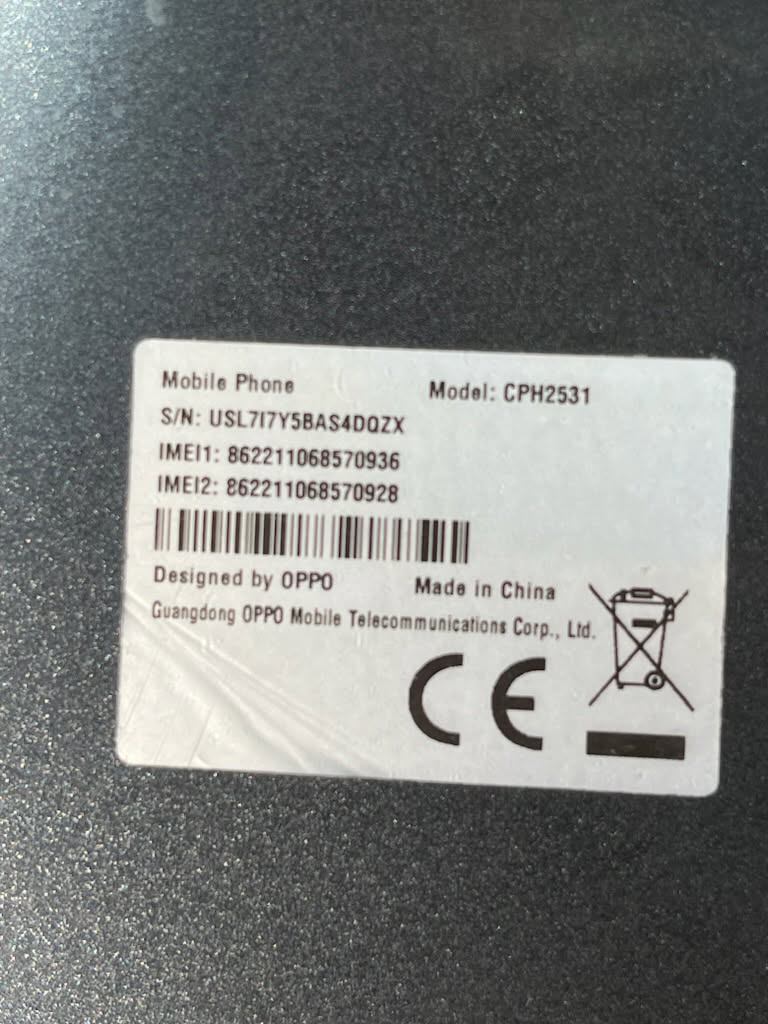 Mobile Phone Model: CPH2531
S/N: USL7I7Y5BAS4DQZX
IMEI1: 862211068570936
IMEI2: 862211068570928
Designed by OPPO Made in China
Guangdong OPPO Mobile Telecommunications Corp., Ltd.
CE